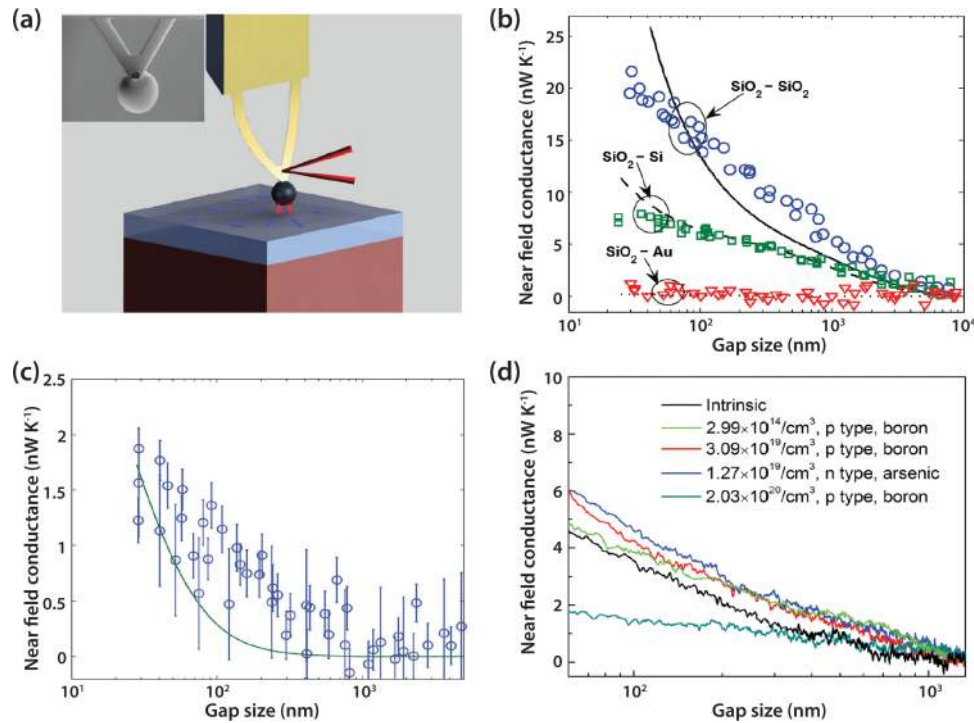 (a)
(b)
Near field conductance (nW K⁻¹)
25
20
15
10
5
0
SiO₂ – SiO₂
SiO₂ – Si
SiO₂ – Au
10¹ 10² 10³ 10⁴
Gap size (nm)
(c)
Near field conductance (nW K⁻¹)
2.5
2
1.5
1
0.5
0
10¹ 10² 10³
Gap size (nm)
(d)
Near field conductance (nW K⁻¹)
10
8
6
4
2
0
Intrinsic
2.99×10¹⁴/cm³, p type, boron
3.09×10¹⁹/cm³, p type, boron
1.27×10¹⁹/cm³, n type, arsenic
2.03×10²⁰/cm³, p type, boron
10² 10³
Gap size (nm)